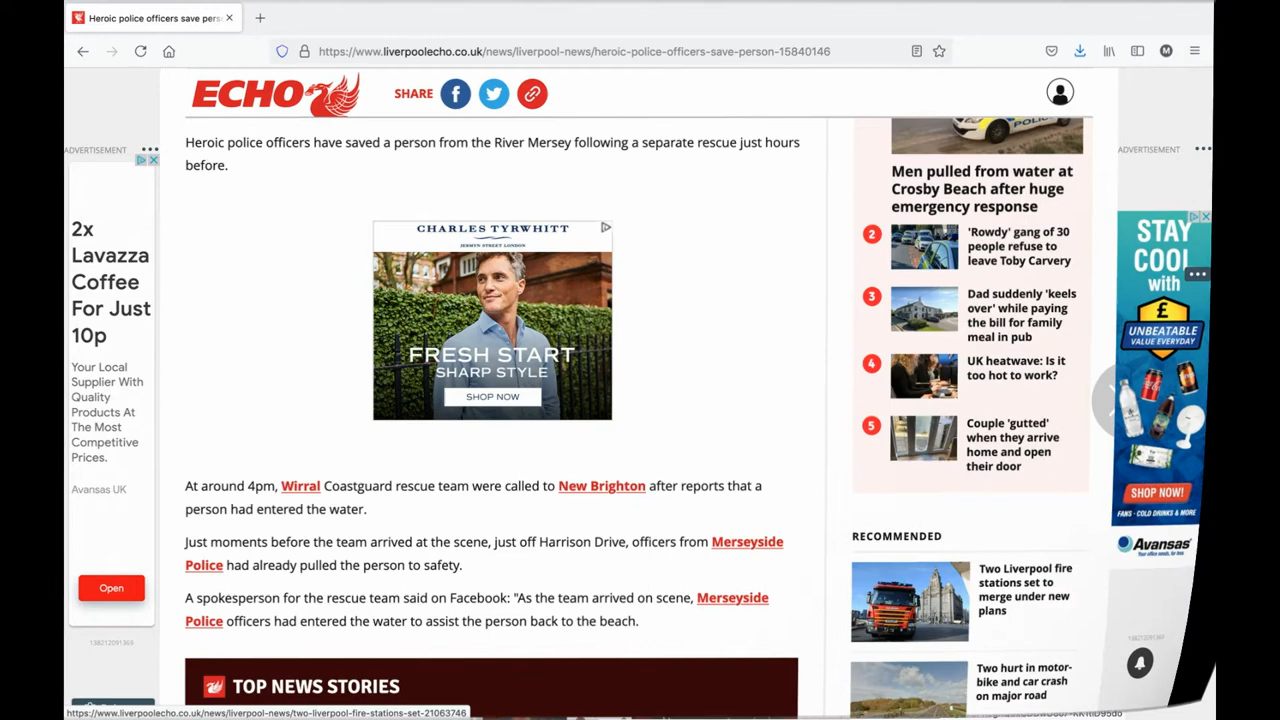 Heroic police officers save pers
https://www.liverpoolecho.co.uk/news/liverpool-news/heroic-police-officers-save-person-15840146
M
ECHO
SHARE
Heroic police officers have saved a person from the River Mersey following a separate rescue just hours
before.
ADVERTISEMENT
2x
Lavazza
Coffee
For Just
10p
Your Local
Supplier With
Quality
Products At
The Most
Competitive
Prices.
Avansas UK
Open
138212091369
CHARLES TYRWHITT
JERMYN STREET LONDON
FRESH START
SHARP STYLE
SHOP NOW
At around 4pm, Wirral Coastguard rescue team were called to New Brighton after reports that a
person had entered the water.
Just moments before the team arrived at the scene, just off Harrison Drive, officers from Merseyside
Police had already pulled the person to safety.
A spokesperson for the rescue team said on Facebook: "As the team arrived on scene, Merseyside
Police officers had entered the water to assist the person back to the beach.
TOP NEWS STORIES
POLICE
Men pulled from water at
Crosby Beach after huge
emergency response
2
'Rowdy' gang of 30
people refuse to
leave Toby Carvery
3
Dad suddenly 'keels
over' while paying
the bill for family
meal in pub
4
UK heatwave: Is it
too hot to work?
5
Couple 'gutted'
when they arrive
home and open
their door
RECOMMENDED
Two Liverpool fire
stations set to
merge under new
plans
Two hurt in motor-
bike and car crash
on major road
ADVERTISEMENT
STAY
COOL
with
£
UNBEATABLE
VALUE EVERYDAY
SHOP NOW!
FANS · COLD DRINKS & MORE
Avansas
Your office needs, for less
138212091369
https://www.liverpoolecho.co.uk/news/liverpool-news/two-liverpool-fire-stations-set-21063746